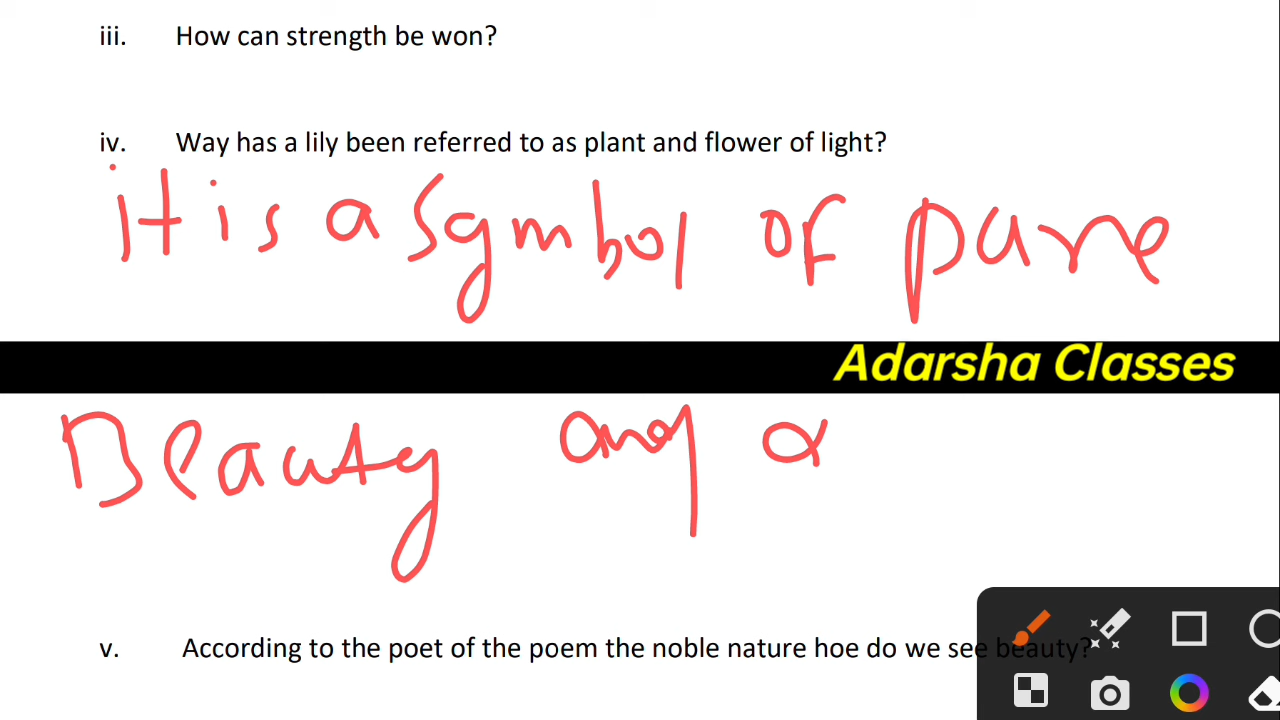 iii. How can strength be won?
iv. Way has a lily been referred to as plant and flower of light?
it is a symbol of pure
Adarsha Classes
Beauty and a
v. According to the poet of the poem the noble nature hoe do we see beauty?